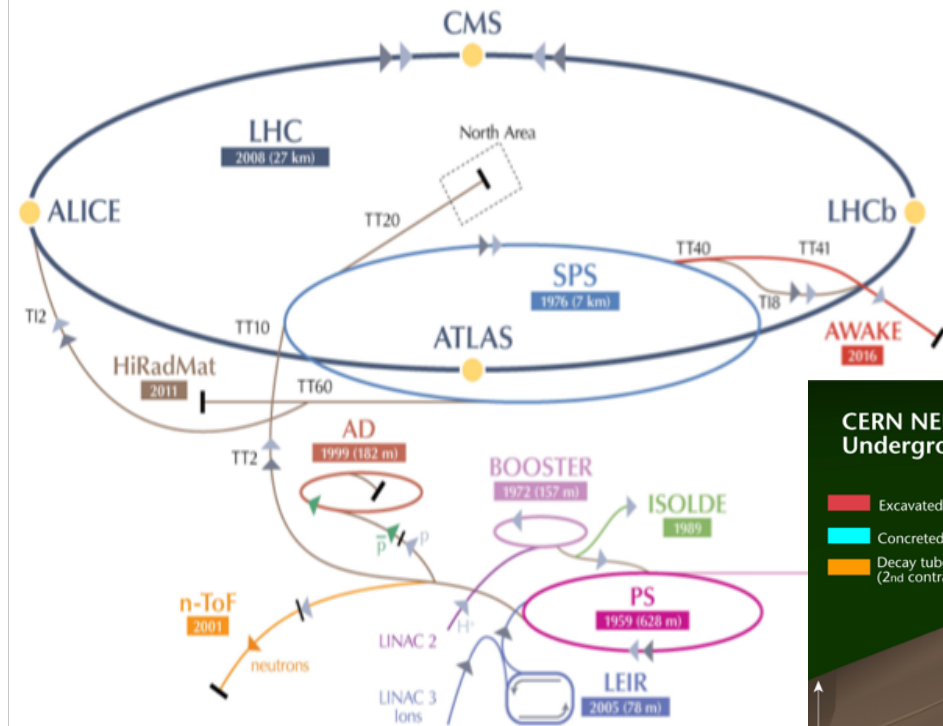 CMS
LHC
2008 (27 km)
North Area
ALICE
TT20
LHCb
TT40
TT41
SPS
1976 (7 km)
TI2
TT10
TI8
ATLAS
AWAKE
2016
HiRadMat
2011
TT60
AD
1999 (182 m)
TT2
BOOSTER
1972 (157 m)
ISOLDE
1989
p̅
p
n-ToF
2001
PS
1959 (628 m)
LINAC 2
H⁺
neutrons
LEIR
2005 (78 m)
LINAC 3
Ions
CERN NE
Undergro
Excavated
Concreted
Decay tub
(2nd contra